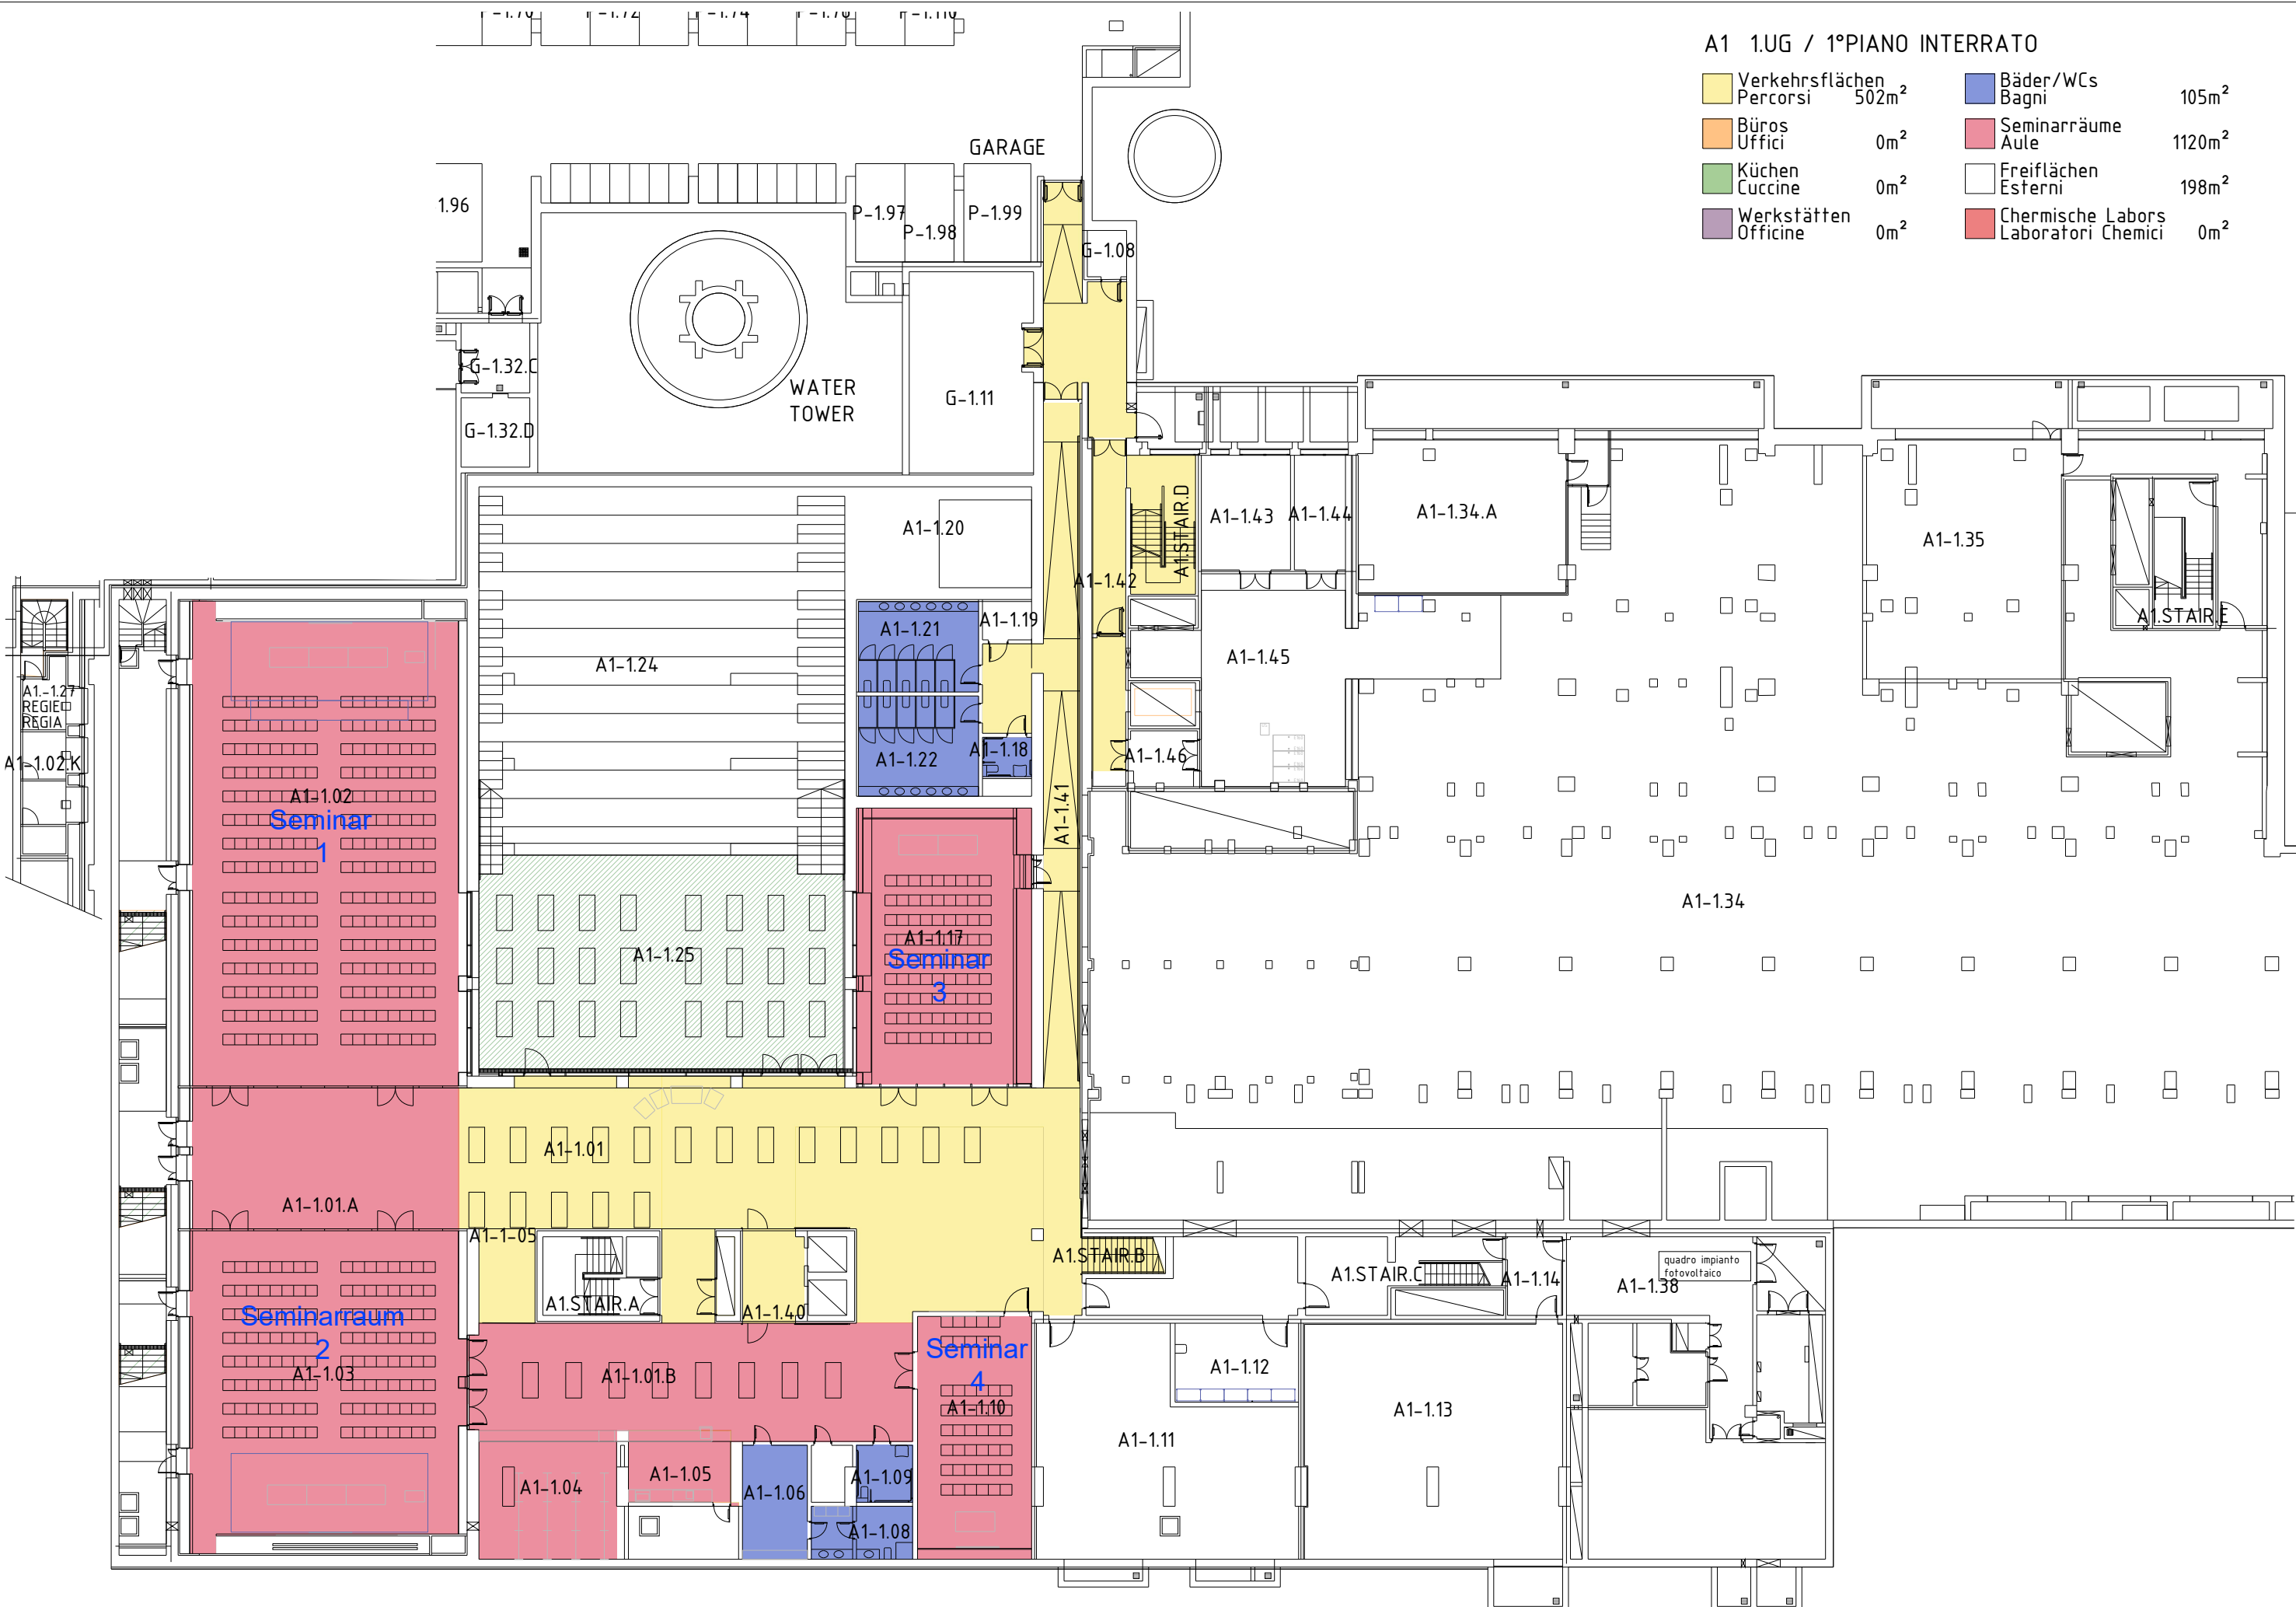 A1 1.UG / 1°PIANO INTERRATO
Verkehrsflächen
Percorsi 502m²
Büros
Uffici 0m²
Küchen
Cuccine 0m²
Werkstätten
Officine 0m²
Bäder/WCs
Bagni 105m²
Seminarräume
Aule 1120m²
Freiflächen
Esterni 198m²
Chermische Labors
Laboratori Chemici 0m²
GARAGE
1.96
P-1.97
P-1.98
P-1.99
G-1.08
G-1.32.C
WATER
TOWER
G-1.11
G-1.32.D
A1-1.20
A1.STAIR.D
A1-1.43
A1-1.44
A1-1.34.A
A1-1.35
A1-1.42
A1-1.19
A1-1.21
A1.STAIR.E
A1-1.24
A1-1.45
A1.-1.27
REGIE
REGIA
A1-1.18
A1-1.22
A1-1.46
A1-1.02.K
A1-1.02
Seminar
1
A1-1.41
A1-1.34
A1-1.17
Seminar
3
A1-1.25
A1-1.01
A1-1.01.A
A1-1-05
A1.STAIR.B
A1.STAIR.C
A1-1.14
quadro impianto
fotovoltaico
A1-1.38
A1.STAIR.A
A1-1.40
Seminarraum
2
A1-1.03
A1-1.01.B
Seminar
4
A1-1.10
A1-1.12
A1-1.13
A1-1.11
A1-1.04
A1-1.05
A1-1.06
A1-1.09
A1-1.08